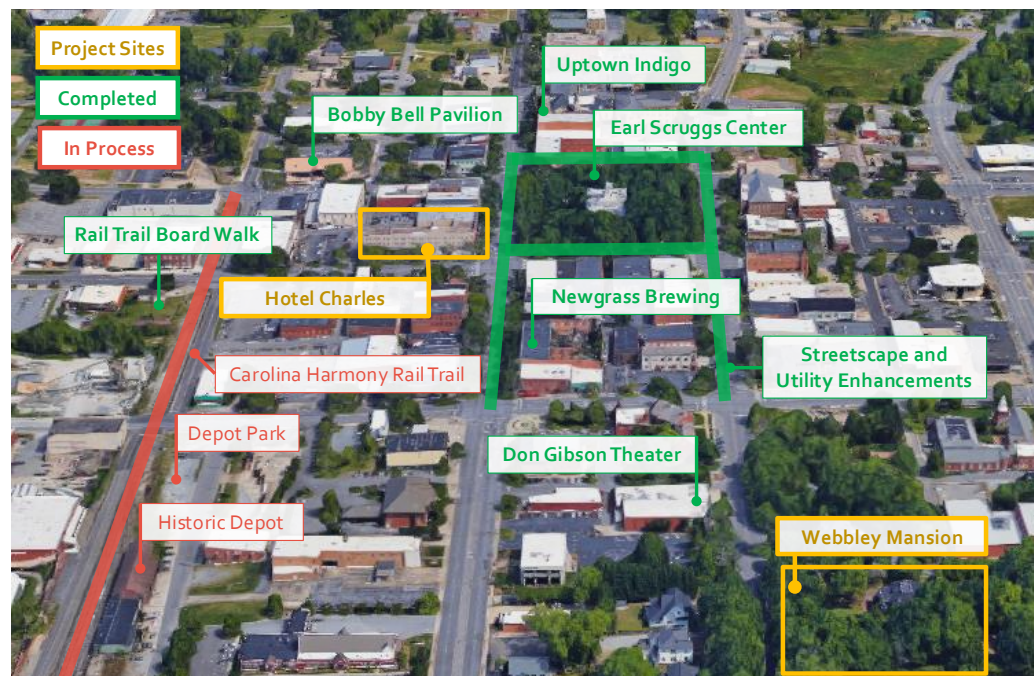 Project Sites
Completed
In Process
Uptown Indigo
Bobby Bell Pavilion
Earl Scruggs Center
Rail Trail Board Walk
Hotel Charles
Newgrass Brewing
Carolina Harmony Rail Trail
Streetscape and
Utility Enhancements
Depot Park
Don Gibson Theater
Historic Depot
Webbley Mansion